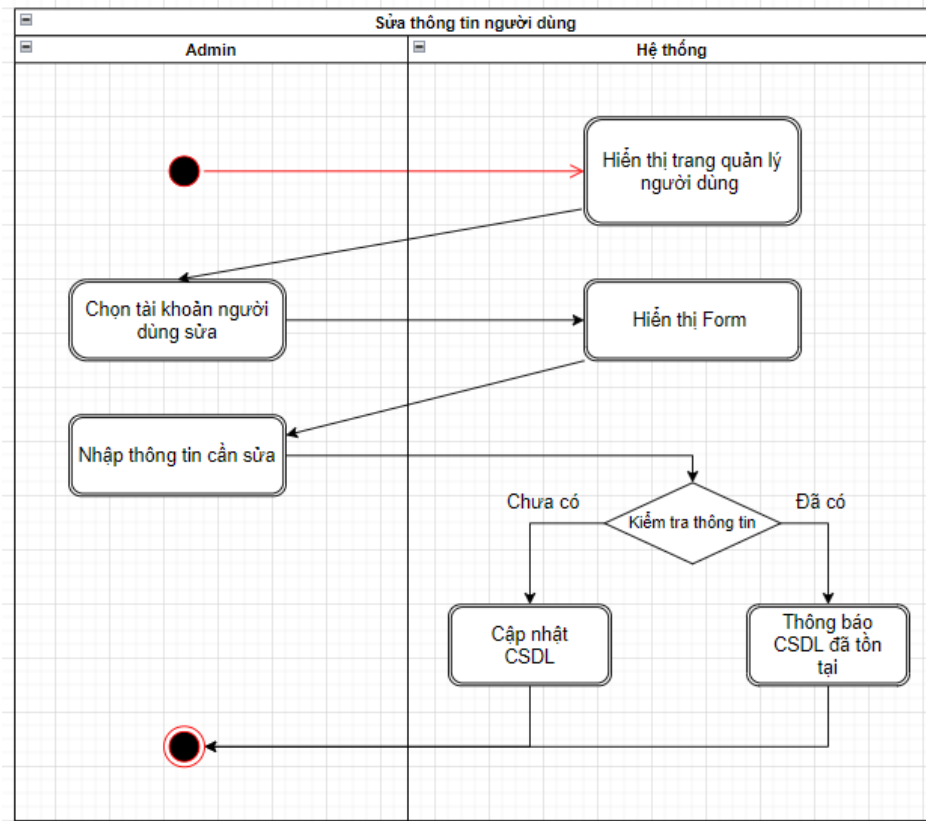 Sửa thông tin người dùng
Admin
Hệ thống
Hiển thị trang quản lý
người dùng
Chọn tài khoản người
dùng sửa
Hiển thị Form
Nhập thông tin cần sửa
Chưa có
Đã có
Kiểm tra thông tin
Cập nhật
CSDL
Thông báo
CSDL đã tồn
tại